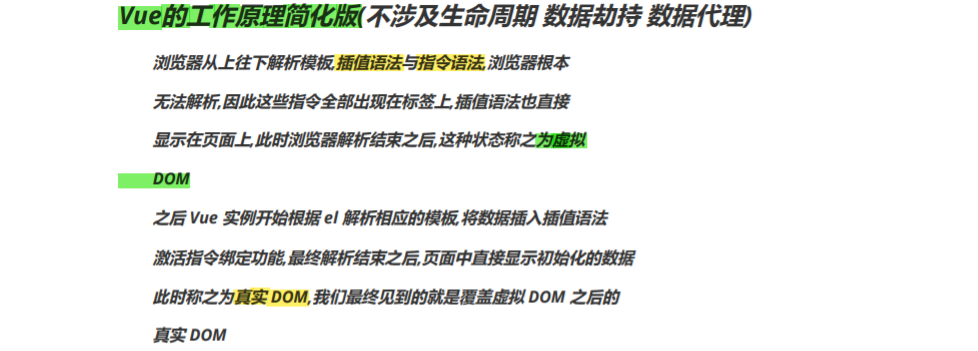 Vue的工作原理简化版(不涉及生命周期 数据劫持 数据代理)
浏览器从上往下解析模板,插值语法与指令语法,浏览器根本
无法解析,因此这些指令全部出现在标签上,插值语法也直接
显示在页面上,此时浏览器解析结束之后,这种状态称之为虚拟
DOM
之后 Vue 实例开始根据 el 解析相应的模板,将数据插入插值语法
激活指令绑定功能,最终解析结束之后,页面中直接显示初始化的数据
此时称之为真实 DOM,我们最终见到的就是覆盖虚拟 DOM 之后的
真实 DOM